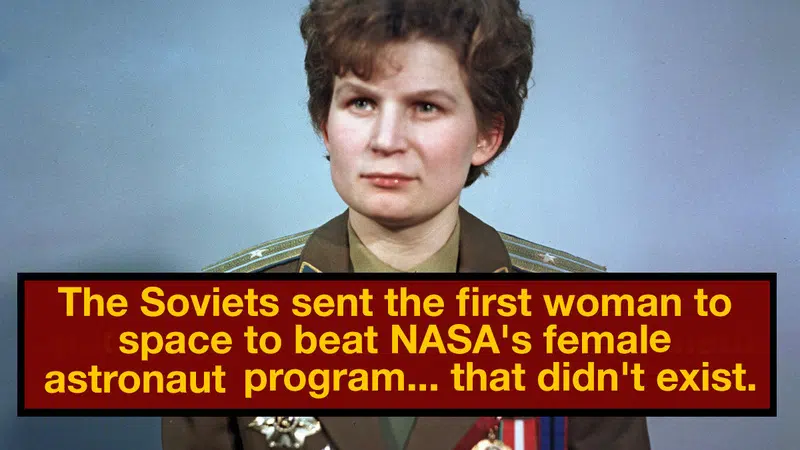 The Soviets sent the first woman to
space to beat NASA's female
astronaut program... that didn't exist.